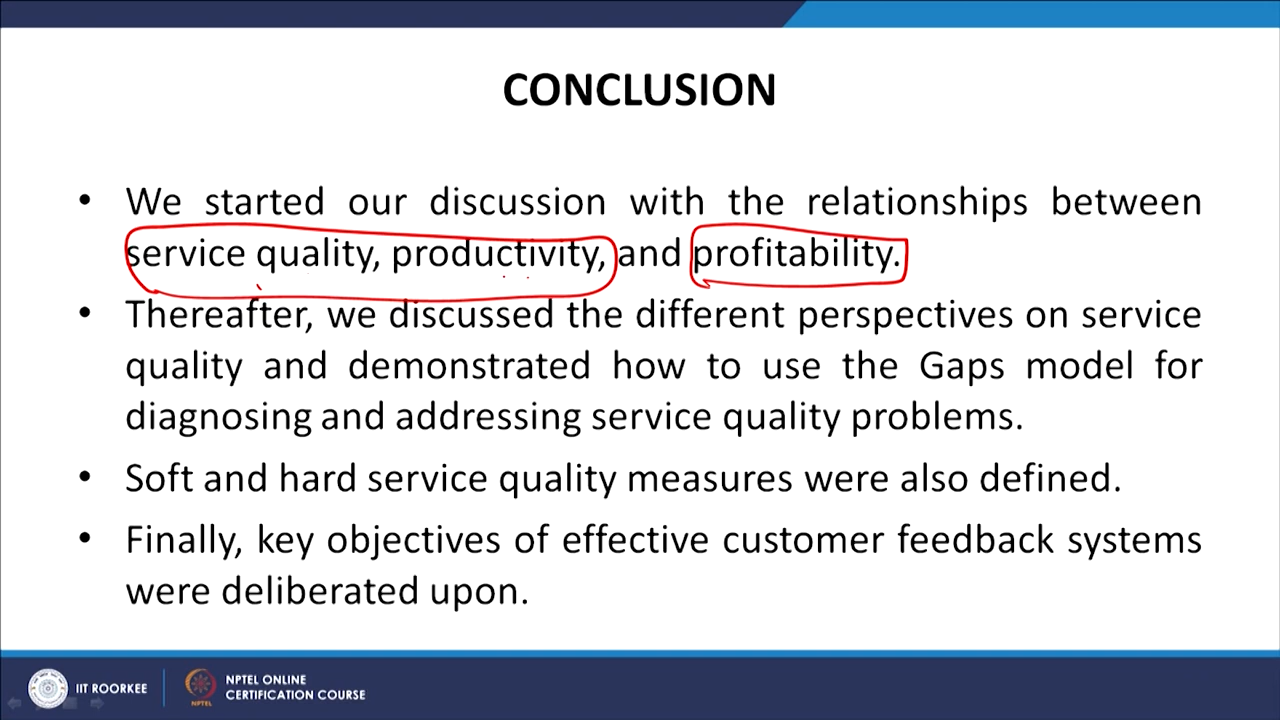 CONCLUSION
• We started our discussion with the relationships between
service quality, productivity, and profitability.
• Thereafter, we discussed the different perspectives on service
quality and demonstrated how to use the Gaps model for
diagnosing and addressing service quality problems.
• Soft and hard service quality measures were also defined.
• Finally, key objectives of effective customer feedback systems
were deliberated upon.
IIT ROORKEE
NPTEL
NPTEL ONLINE
CERTIFICATION COURSE